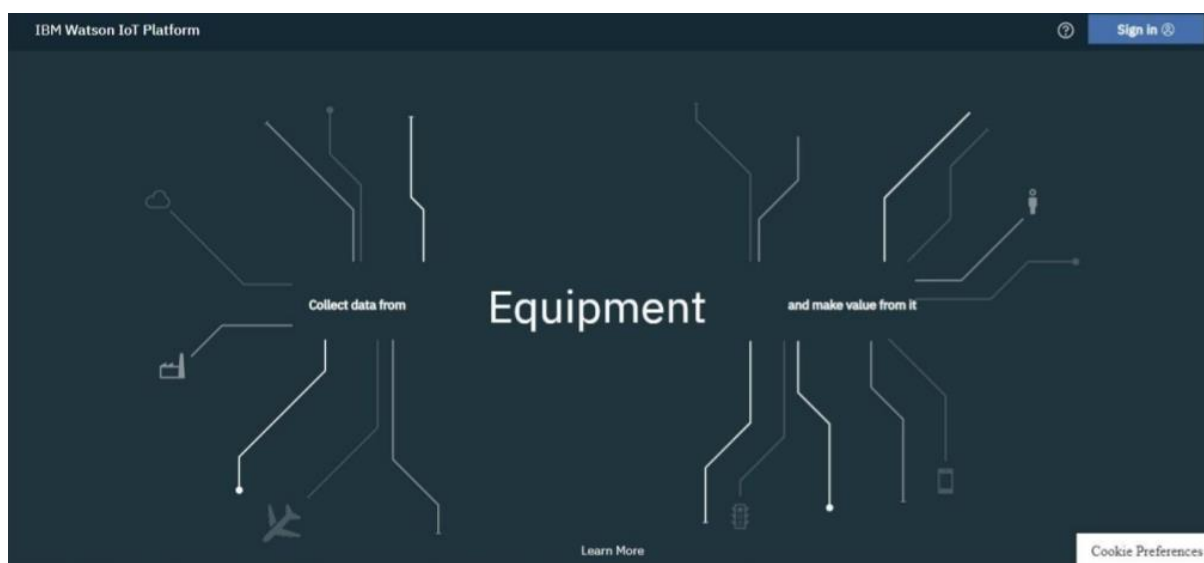 IBM Watson IoT Platform
Sign in
Collect data from
Equipment
and make value from it
Learn More
Cookie Preferences